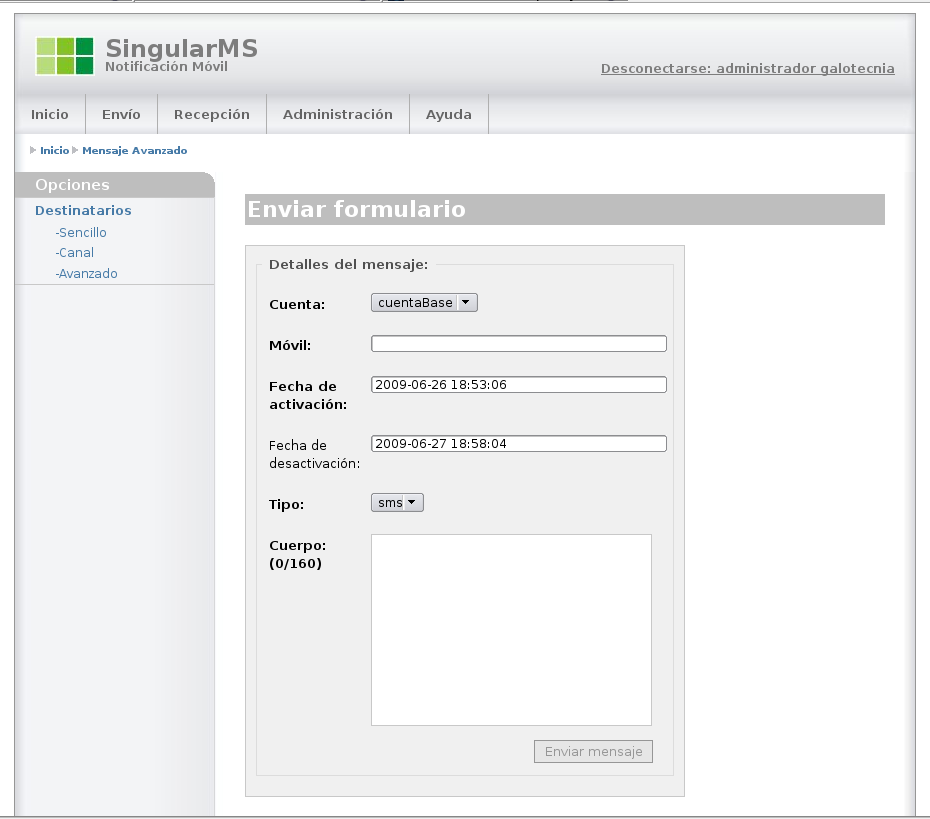 SingularMS
Notificación Móvil
Desconectarse: administrador galotecnia
Inicio
Envío
Recepción
Administración
Ayuda
Inicio Mensaje Avanzado
Opciones
Destinatarios
-Sencillo
-Canal
-Avanzado
Enviar formulario
Detalles del mensaje:
Cuenta: cuentaBase
Móvil:
Fecha de
activación:
2009-06-26 18:53:06
Fecha de
desactivación:
2009-06-27 18:58:04
Tipo: sms
Cuerpo:
(0/160)
Enviar mensaje